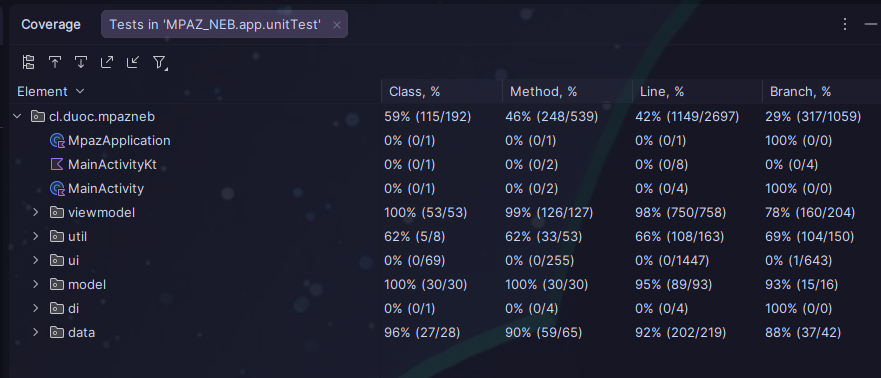 Coverage Tests in 'MPAZ_NEB.app.unitTest'
Element Class, % Method, % Line, % Branch, %
cl.duoc.mpazneb 59% (115/192) 46% (248/539) 42% (1149/2697) 29% (317/1059)
MpazApplication 0% (0/1) 0% (0/1) 0% (0/1) 100% (0/0)
MainActivityKt 0% (0/1) 0% (0/2) 0% (0/8) 0% (0/4)
MainActivity 0% (0/1) 0% (0/2) 0% (0/4) 100% (0/0)
viewmodel 100% (53/53) 99% (126/127) 98% (750/758) 78% (160/204)
util 62% (5/8) 62% (33/53) 66% (108/163) 69% (104/150)
ui 0% (0/69) 0% (0/255) 0% (0/1447) 0% (1/643)
model 100% (30/30) 100% (30/30) 95% (89/93) 93% (15/16)
di 0% (0/1) 0% (0/4) 0% (0/4) 100% (0/0)
data 96% (27/28) 90% (59/65) 92% (202/219) 88% (37/42)